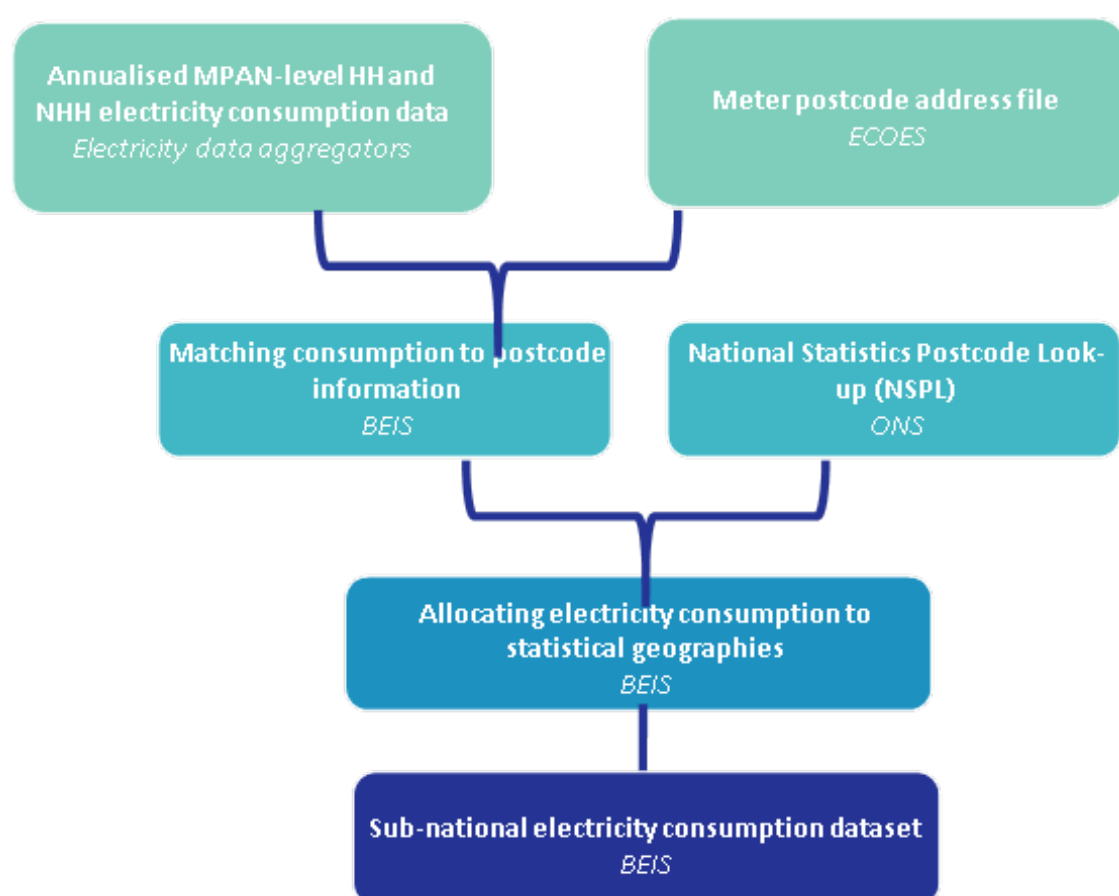 Annualised MPAN-level HH and
NHH electricity consumption data
Electricity data aggregators
Meter postcode address file
ECOES
Matching consumption to postcode
information
BEIS
National Statistics Postcode Look-
up (NSPL)
ONS
Allocating electricity consumption to
statistical geographies
BEIS
Sub-national electricity consumption dataset
BEIS